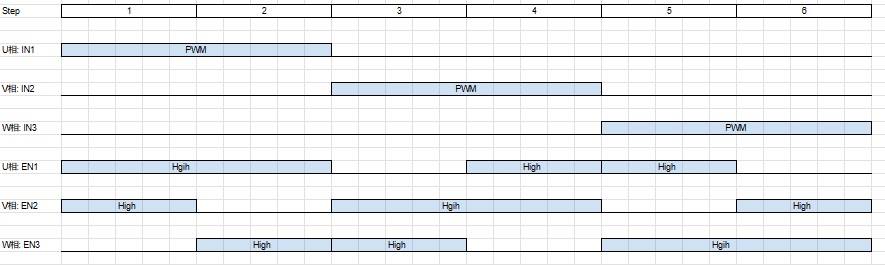 Step 1 2 3 4 5 6
U相: IN1 PWM
V相: IN2 PWM
W相: IN3 PWM
U相: EN1 Hgih High High
V相: EN2 High Hgih High
W相: EN3 High High Hgih